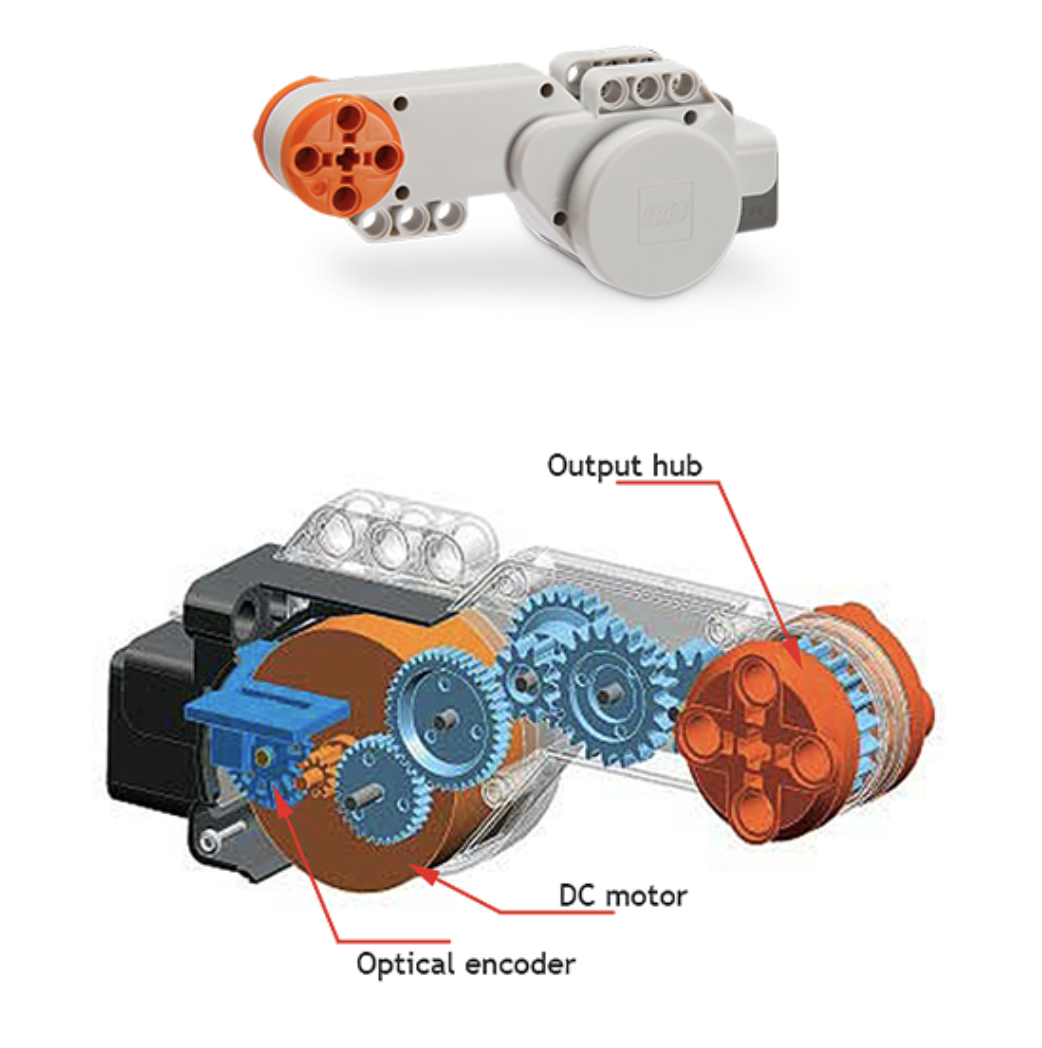 Output hub
DC motor
Optical encoder